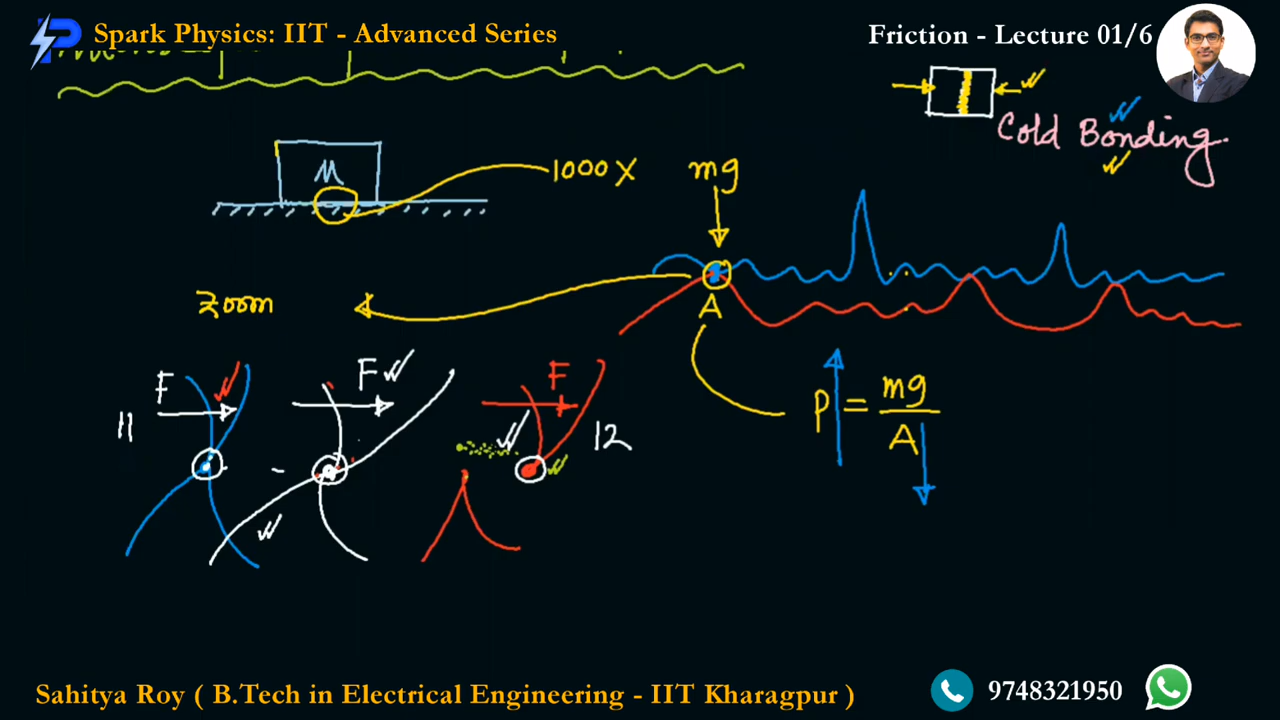 Spark Physics: IIT - Advanced Series
Friction - Lecture 01/6
Cold Bonding
M
1000 X
mg
A
Zoom
F
F
F
11
12
P = mg
A
Sahitya Roy ( B.Tech in Electrical Engineering - IIT Kharagpur )
9748321950